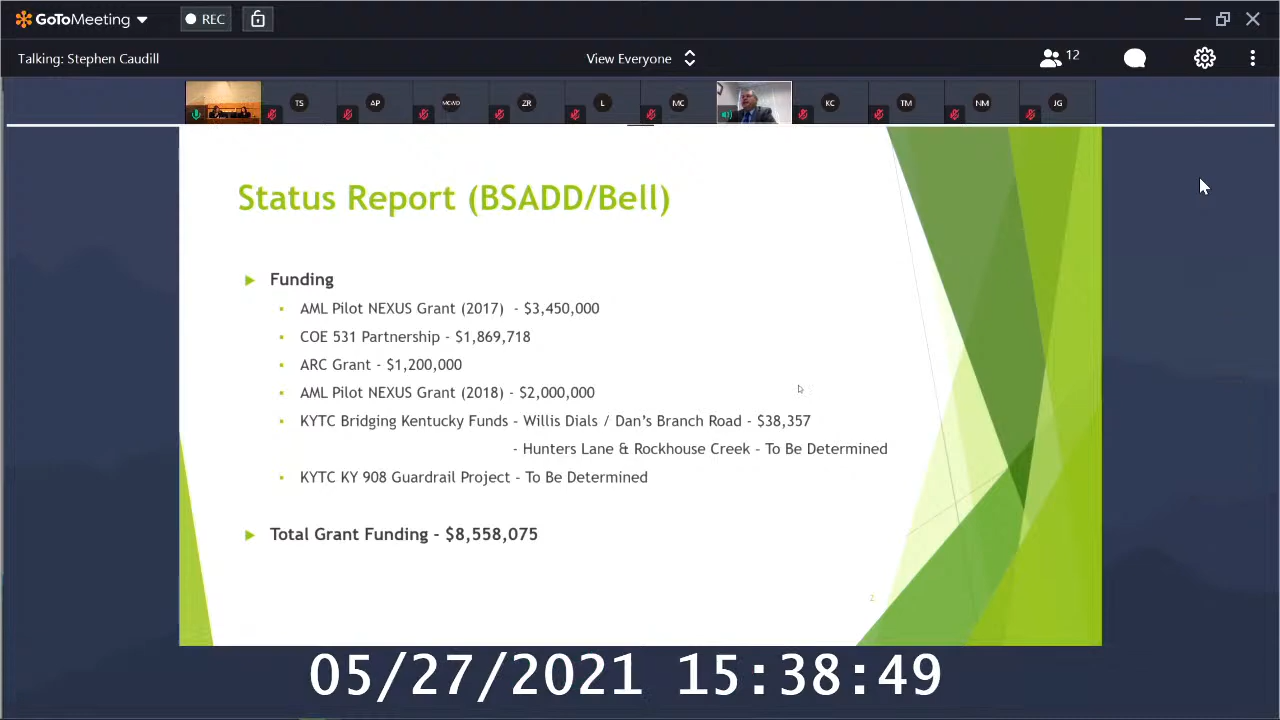 GoToMeeting
REC
Talking: Stephen Caudill
View Everyone
12
TS
AP
MCWD
ZR
L
MC
KC
TM
NM
JG
Status Report (BSADD/Bell)
Funding
AML Pilot NEXUS Grant (2017) - $3,450,000
COE 531 Partnership - $1,869,718
ARC Grant - $1,200,000
AML Pilot NEXUS Grant (2018) - $2,000,000
KYTC Bridging Kentucky Funds - Willis Dials / Dan's Branch Road - $38,357
- Hunters Lane & Rockhouse Creek - To Be Determined
KYTC KY 908 Guardrail Project - To Be Determined
Total Grant Funding - $8,558,075
2
05/27/2021 15:38:49